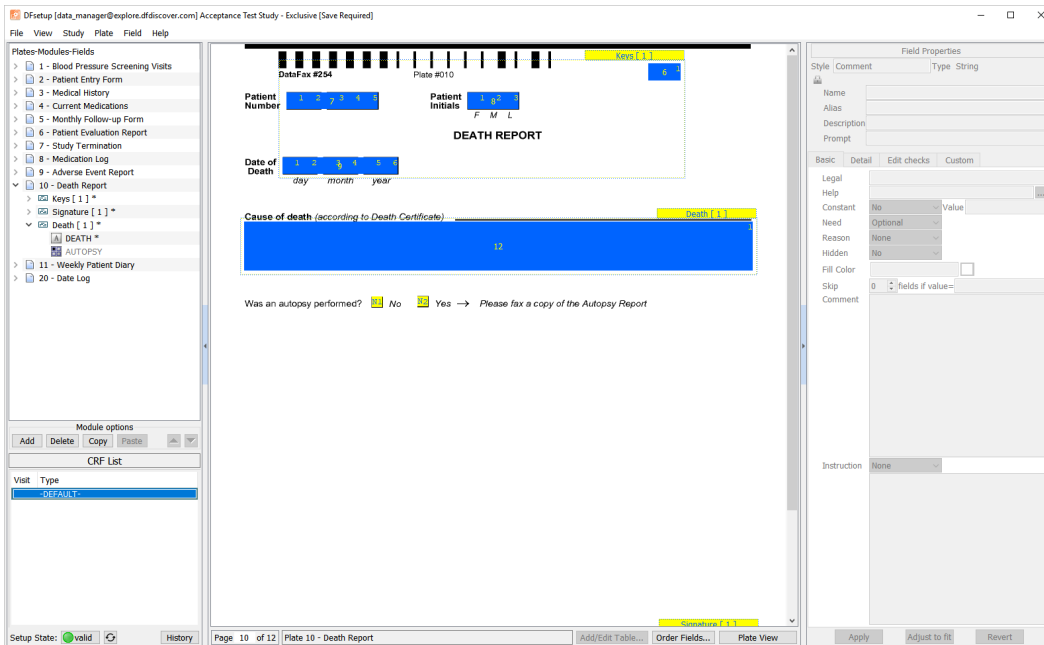 DFsetup [data_manager@explore.dfdiscover.com] Acceptance Test Study - Exclusive [Save Required]
File View Study Plate Field Help
Plates-Modules-Fields
1 - Blood Pressure Screening Visits
2 - Patient Entry Form
3 - Medical History
4 - Current Medications
5 - Monthly Follow-up Form
6 - Patient Evaluation Report
7 - Study Termination
8 - Medication Log
9 - Adverse Event Report
10 - Death Report
Keys [ 1 ] *
Signature [ 1 ] *
Death [ 1 ] *
A DEATH *
AUTOPSY
11 - Weekly Patient Diary
20 - Date Log
Module options
Add Delete Copy Paste
CRF List
Visit Type
-DEFAULT-
Setup State: valid History
Keys [ 1 ]
DataFax #254 Plate #010
6 1
Patient Number 1 2 7 3 4 5
Patient Initials 1 8 2 3
F M L
DEATH REPORT
Date of Death 1 2 3 9 4 5 6
day month year
Death [ 1 ]
Cause of death (according to Death Certificate)
1
12
Was an autopsy performed? N1 No N2 Yes → Please fax a copy of the Autopsy Report
Signature [ 1 ]
Page 10 of 12 Plate 10 - Death Report Add/Edit Table... Order Fields... Plate View
Field Properties
Style Comment Type String
Name
Alias
Description
Prompt
Basic Detail Edit checks Custom
Legal
Help ...
Constant No Value
Need Optional
Reason None
Hidden No
Fill Color
Skip 0 fields if value=
Comment
Instruction None
Apply Adjust to fit Revert